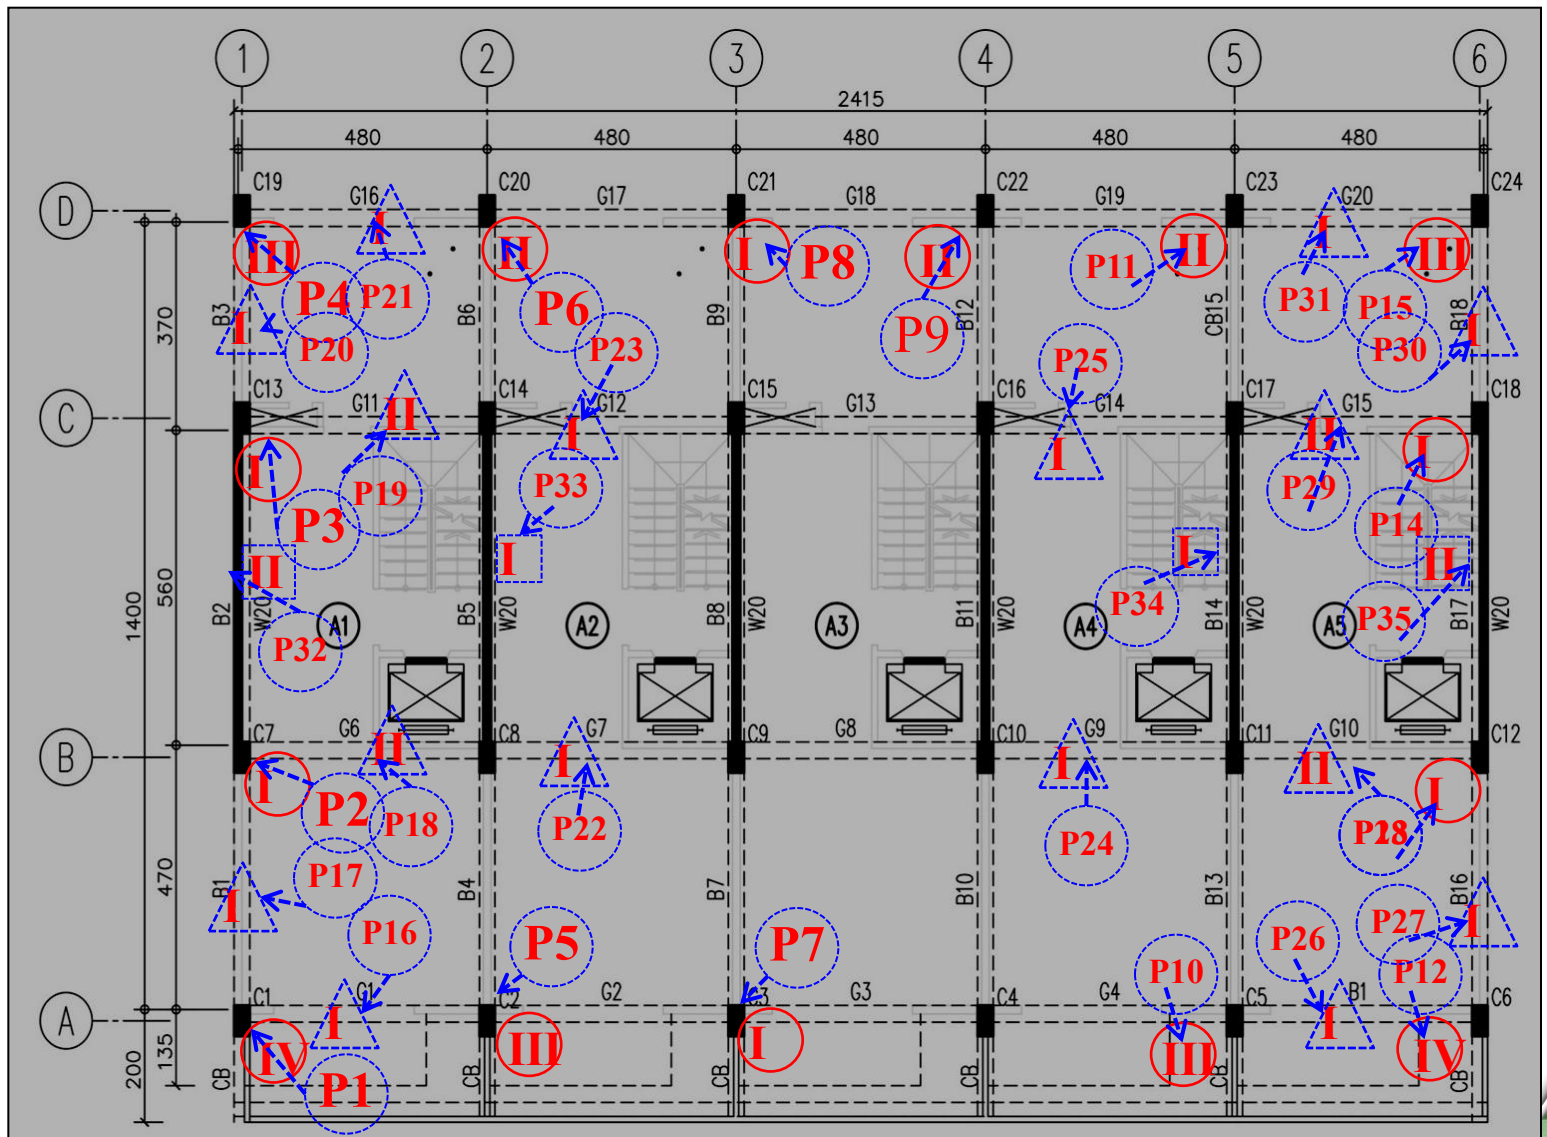 1 2 3 4 5 6
2415
480 480 480 480 480
C19 G16 C20 G17 C21 G18 C22 G19 C23 G20 C24
D
III I II I II II I III
P4 P21 P6 P8 P9 P11 P31 P15
B3 I P20 B6 P23 B9 B12 P25 CB15 P30 B18 I
370
C13 G11 C14 G12 C15 G13 C16 G14 C17 G15 C18
C
II I I II I
I P19 P33 P29 P14
P3
II I I II
1400 560
B2 W20 A1 B5 W20 A2 B8 W20 A3 B11 W20 A4 P34 B14 W20 A5 P35 B17 W20
P32
C7 G6 C8 G7 C9 G8 C10 G9 C11 G10 C12
B
II I I II
I I
P2 P18 P22 P24 P28
P17
470
B1 I B4 B7 B10 B13 B16 I
P16 P5 P7 P10 P26 P27 P12
C1 G1 C2 G2 C3 G3 C4 G4 C5 B1 C6
A
I I
IV III I III IV
200 135
CB CB CB CB CB CB
P1